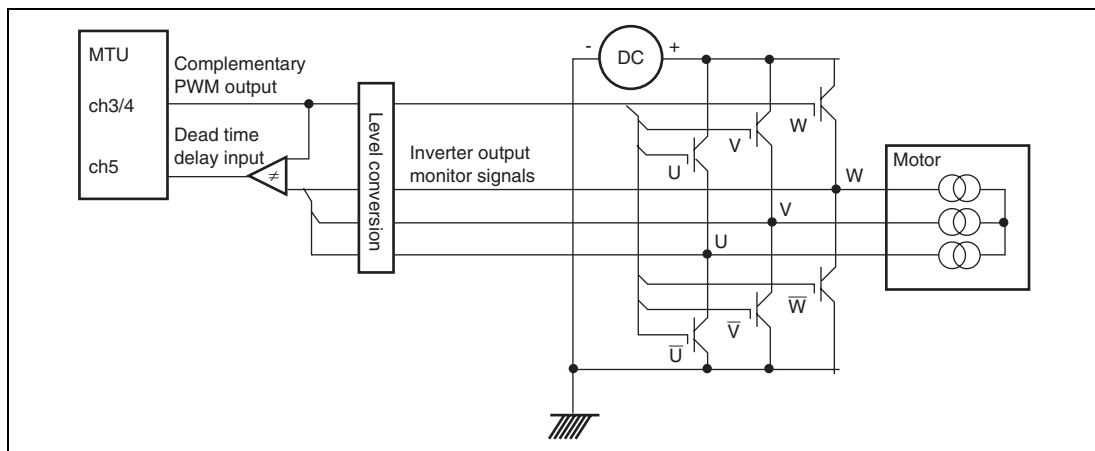 MTU
Complementary
PWM output
ch3/4
Dead time
delay input
ch5
≠
Level conversion
Inverter output
monitor signals
- DC +
W
V
U
W
V
U
Motor
W̅
V̅
U̅